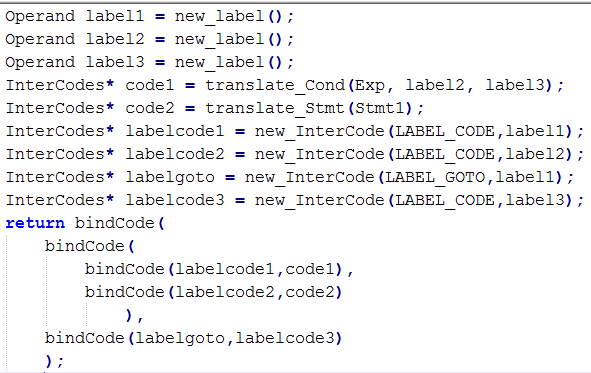 Operand label1 = new_label();
Operand label2 = new_label();
Operand label3 = new_label();
InterCodes* code1 = translate_Cond(Exp, label2, label3);
InterCodes* code2 = translate_Stmt(Stmt1);
InterCodes* labelcode1 = new_InterCode(LABEL_CODE,label1);
InterCodes* labelcode2 = new_InterCode(LABEL_CODE,label2);
InterCodes* labelgoto = new_InterCode(LABEL_GOTO,label1);
InterCodes* labelcode3 = new_InterCode(LABEL_CODE,label3);
return bindCode(
    bindCode(
        bindCode(labelcode1,code1),
        bindCode(labelcode2,code2)
            ),
    bindCode(labelgoto,labelcode3)
    );